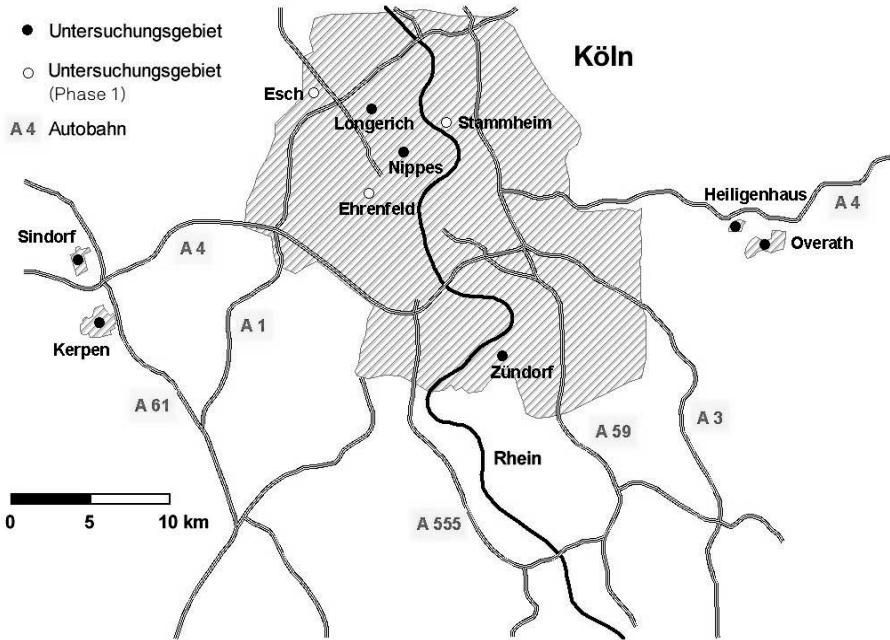 Untersuchungsgebiet
Köln
Untersuchungsgebiet
(Phase 1)
Esch
A 4 Autobahn
Longerich
Stammheim
Nippes
Heiligenhaus
Ehrenfeld
A 4
Sindorf
A 4
Overath
A 1
Kerpen
Zündorf
A 61
A 59
A 3
Rhein
0 5 10 km
A 555